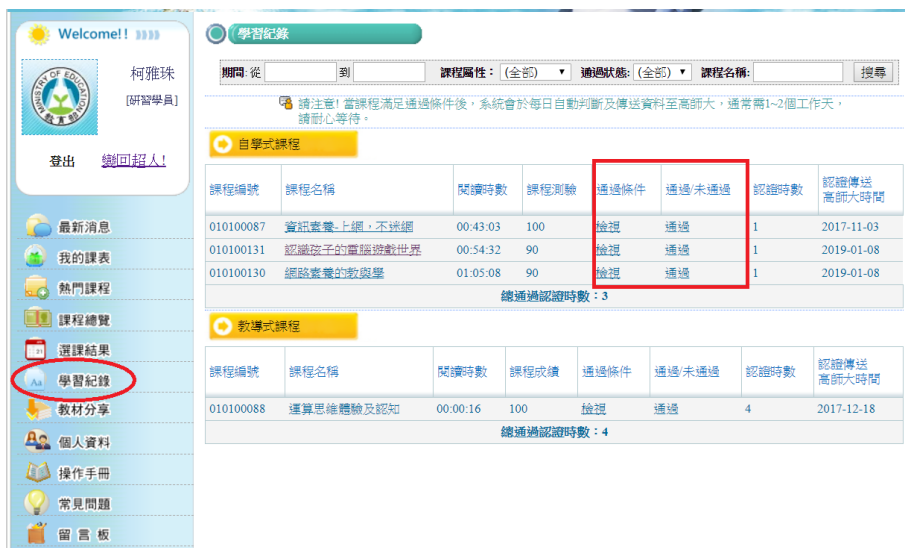 Welcome!!
柯雅珠
[研習學員]
MINISTRY OF EDUCATION
教育部
登出 變回超人!
最新消息
我的課表
熱門課程
課程總覽
選課結果
Aa 學習紀錄
教材分享
個人資料
操作手冊
常見問題
留言板
學習紀錄
期間: 從 到 課程屬性: (全部) 通過狀態: (全部) 課程名稱: 搜尋
請注意! 當課程滿足通過條件後，系統會於每日自動判斷及傳送資料至高師大，通常需1~2個工作天，
請耐心等待。
自學式課程
課程編號 課程名稱 閱讀時數 課程測驗 通過條件 通過/未通過 認證時數 認證傳送
高師大時間
010100087 資訊素養-上網，不迷網 00:43:03 100 檢視 通過 1 2017-11-03
010100131 認識孩子的電腦遊戲世界 00:54:32 90 檢視 通過 1 2019-01-08
010100130 網路素養的教與學 01:05:08 90 檢視 通過 1 2019-01-08
總通過認證時數：3
教導式課程
課程編號 課程名稱 閱讀時數 課程成績 通過條件 通過/未通過 認證時數 認證傳送
高師大時間
010100088 運算思維體驗及認知 00:00:16 100 檢視 通過 4 2017-12-18
總通過認證時數：4